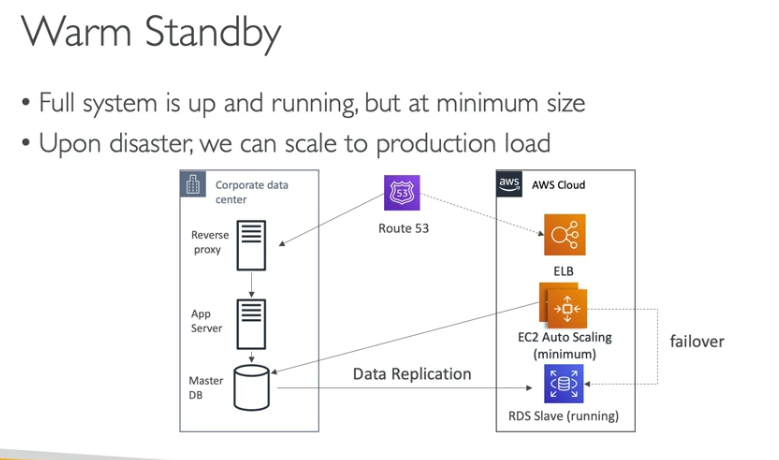 Warm Standby
• Full system is up and running, but at minimum size
• Upon disaster, we can scale to production load
Corporate data
center
Reverse
proxy
App
Server
Master
DB
53
Route 53
Data Replication
aws
AWS Cloud
ELB
EC2 Auto Scaling
(minimum)
failover
RDS Slave (running)